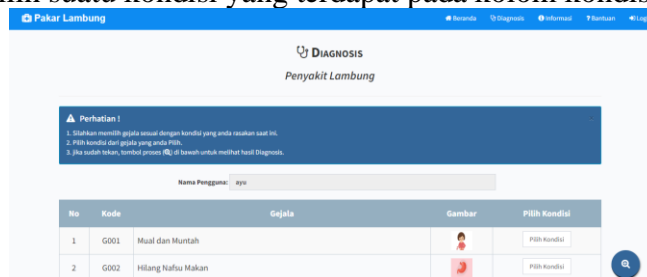 suatu kondisi yang terdapat pada kolom
Pakar Lambung Beranda Diagnosis Informasi Bantuan
DIAGNOSIS
Penyakit Lambung
Perhatian !
1. Silahkan memilih gejala sesuai dengan kondisi yang anda rasakan saat ini.
2. Pilih kondisi dari gejala yang anda Pilih.
3. jika sudah tekan, tombol proses () di bawah untuk melihat hasil Diagnosis.
Nama Pengguna: ayu
No Kode Gejala Gambar Pilih Kondisi
1 G001 Mual dan Muntah Pilih Kondisi
2 G002 Hilang Nafsu Makan Pilih Kondisi